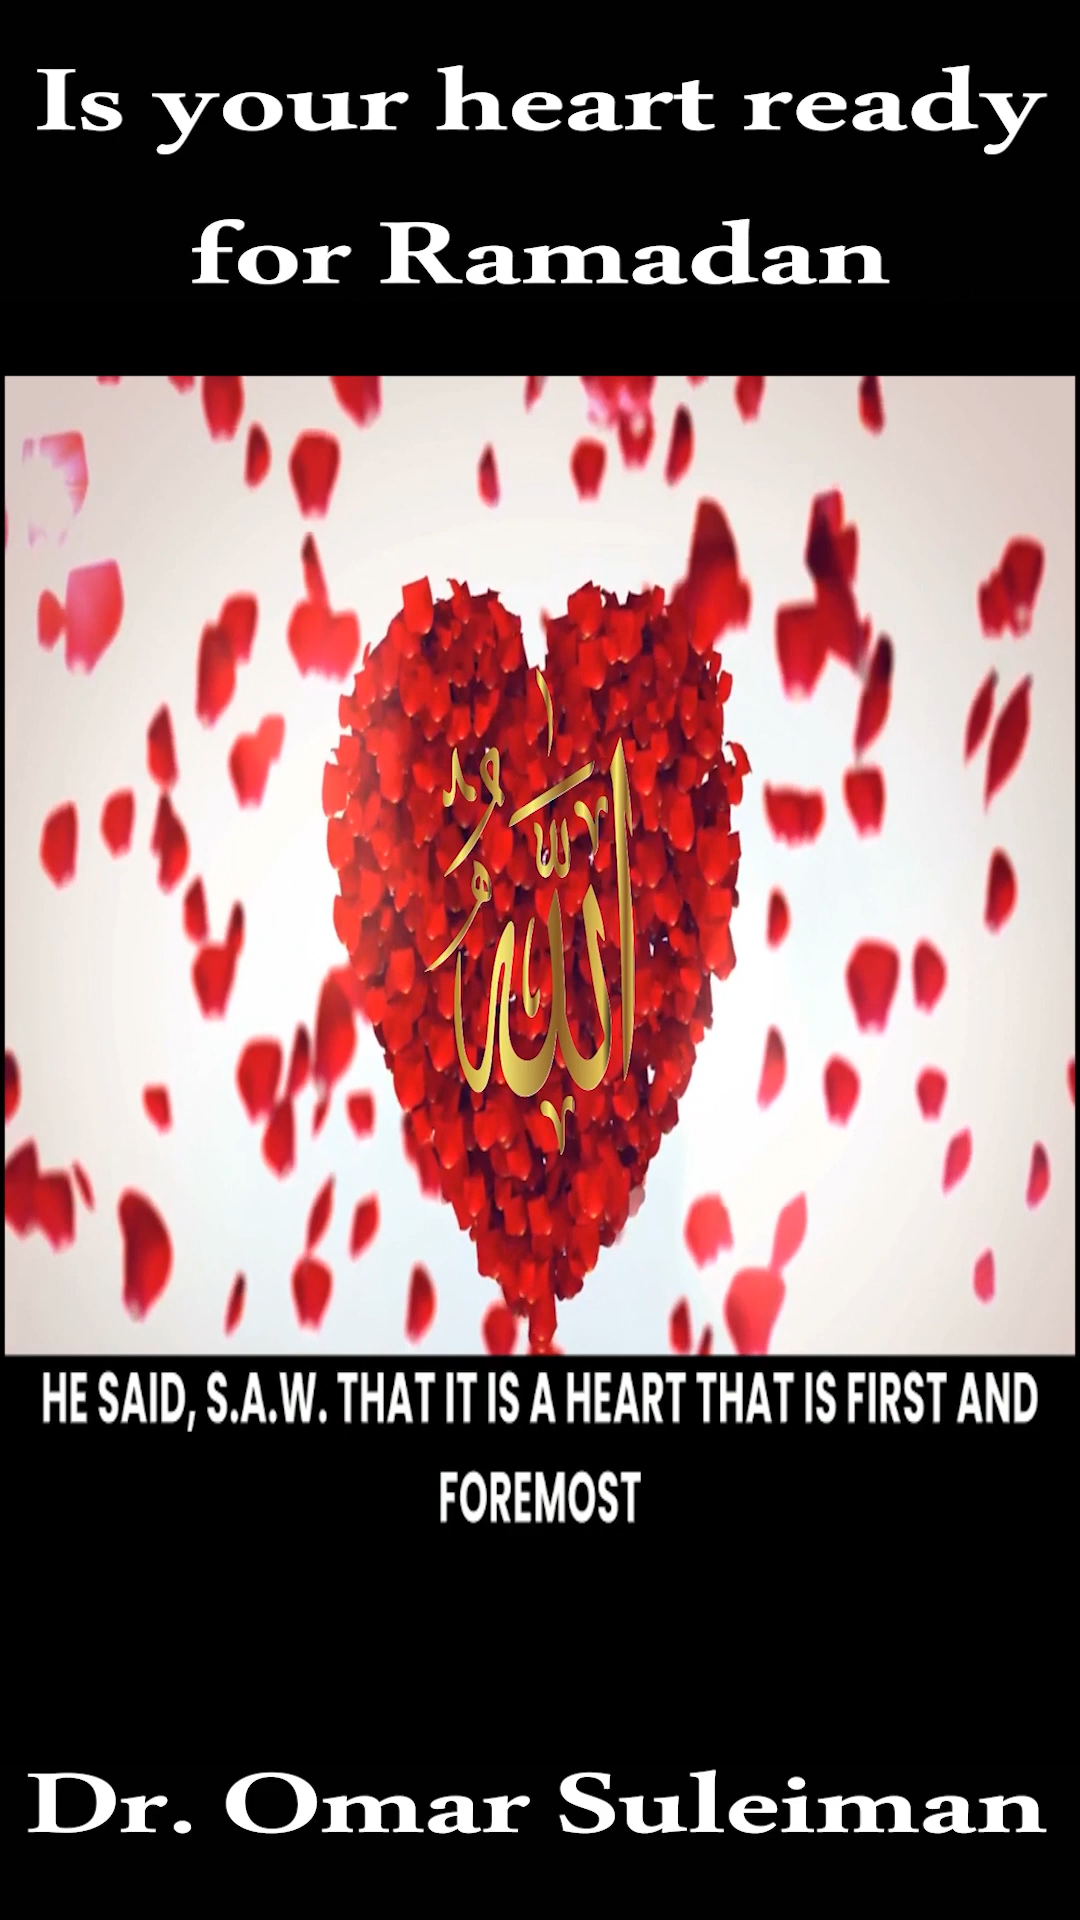 Is your heart ready
for Ramadan
اللّٰهُ
HE SAID, S.A.W. THAT IT IS A HEART THAT IS FIRST AND
FOREMOST
Dr. Omar Suleiman